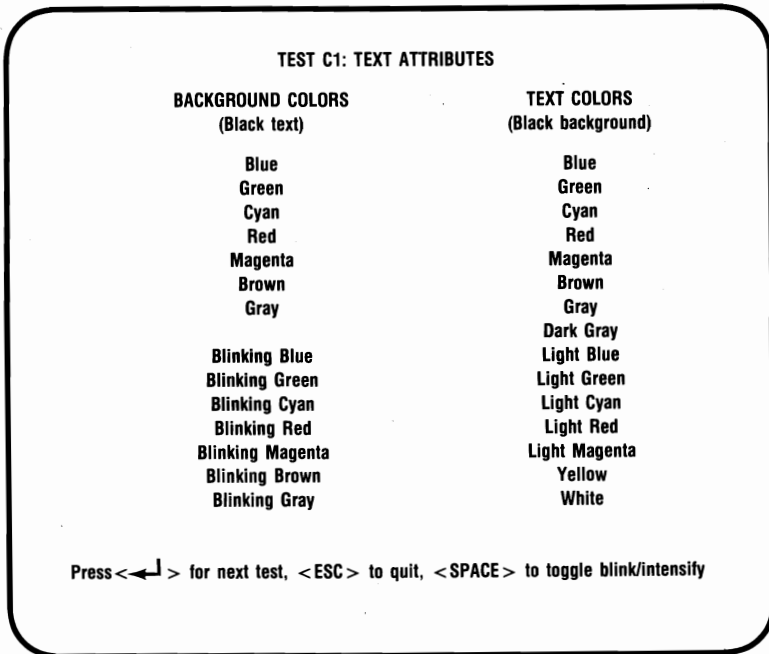 TEST C1: TEXT ATTRIBUTES
BACKGROUND COLORS TEXT COLORS
(Black text) (Black background)
Blue Blue
Green Green
Cyan Cyan
Red Red
Magenta Magenta
Brown Brown
Gray Gray
Dark Gray
Blinking Blue Light Blue
Blinking Green Light Green
Blinking Cyan Light Cyan
Blinking Red Light Red
Blinking Magenta Light Magenta
Blinking Brown Yellow
Blinking Gray White
Press <↵> for next test, <ESC> to quit, <SPACE> to toggle blink/intensify